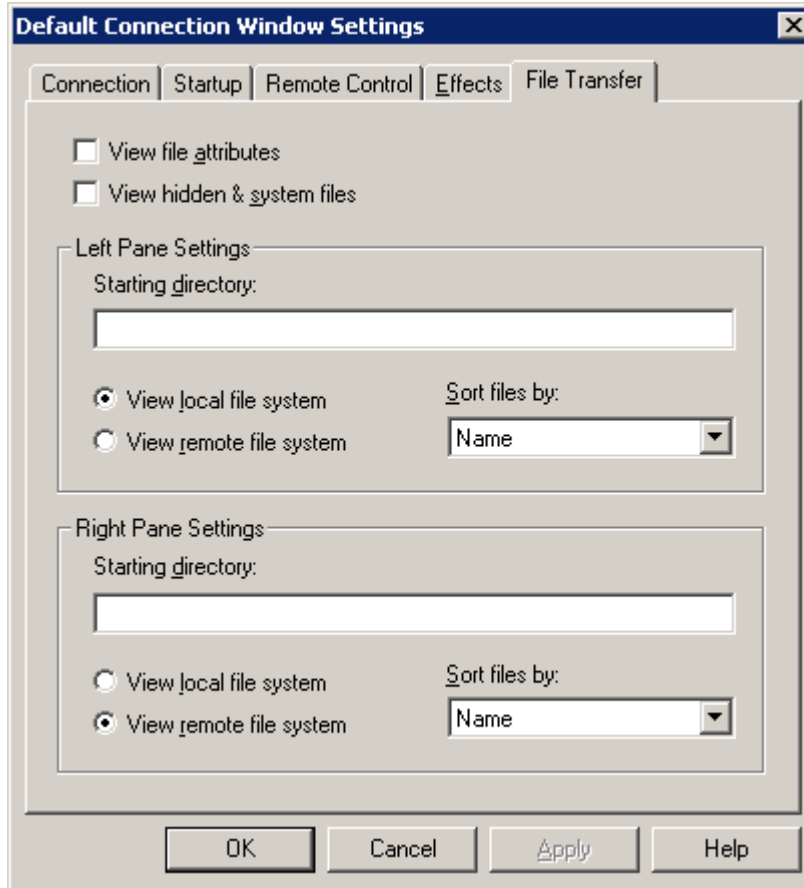 Default Connection Window Settings
Connection Startup Remote Control Effects File Transfer
View file attributes
View hidden & system files
Left Pane Settings
Starting directory:
View local file system
Sort files by:
View remote file system
Name
Right Pane Settings
Starting directory:
View local file system
Sort files by:
View remote file system
Name
OK Cancel Apply Help